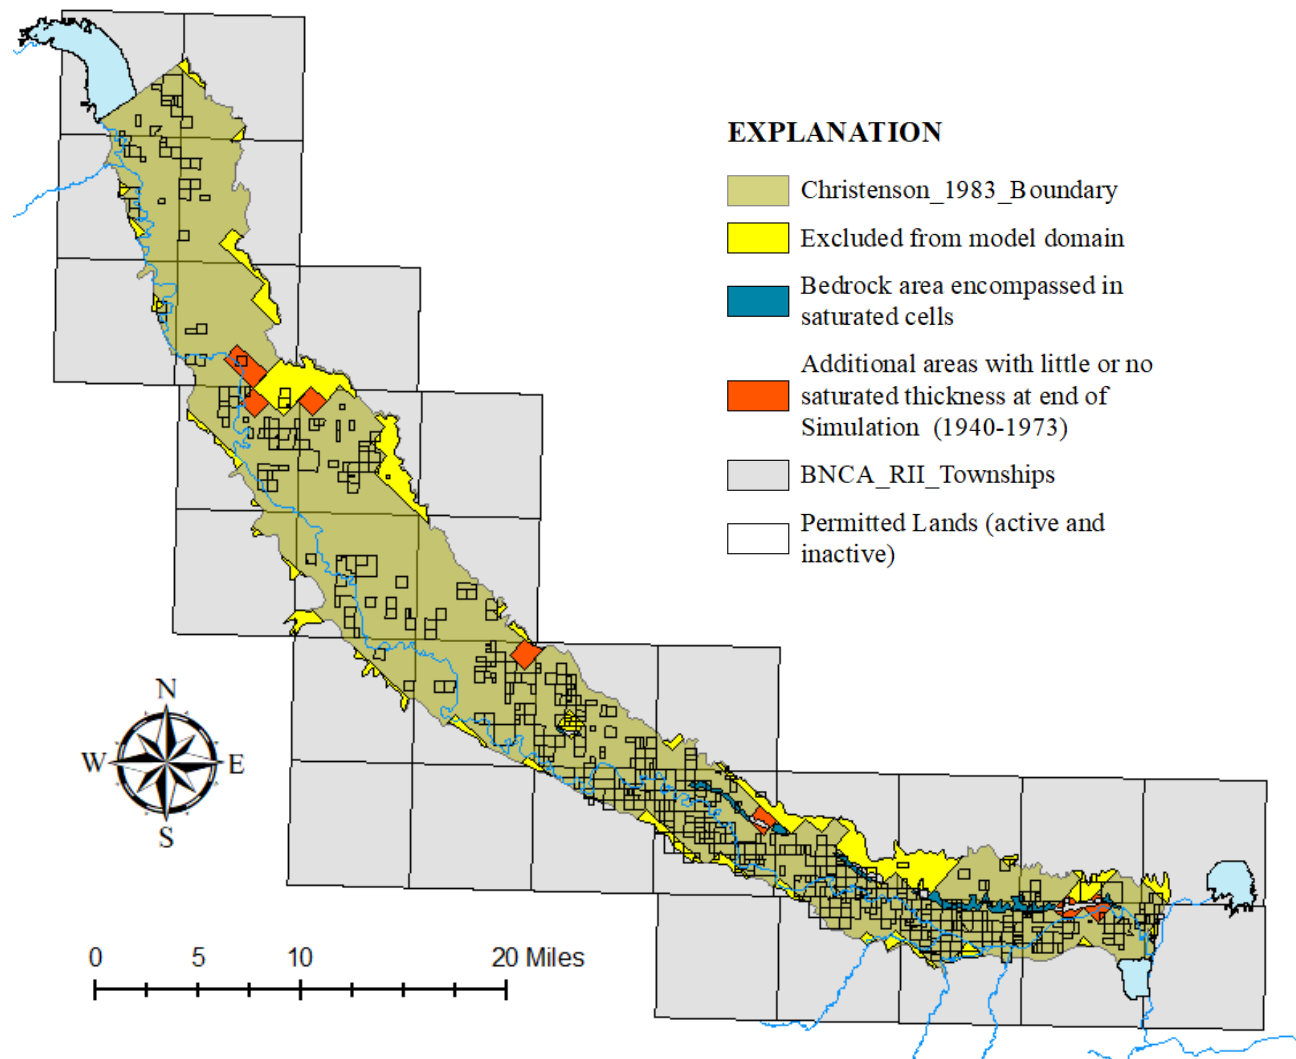 EXPLANATION
Christenson_1983_Boundary
Excluded from model domain
Bedrock area encompassed in
saturated cells
Additional areas with little or no
saturated thickness at end of
Simulation (1940-1973)
BNCA_RII_Townships
Permitted Lands (active and
inactive)
N
W E
S
0 5 10 20 Miles